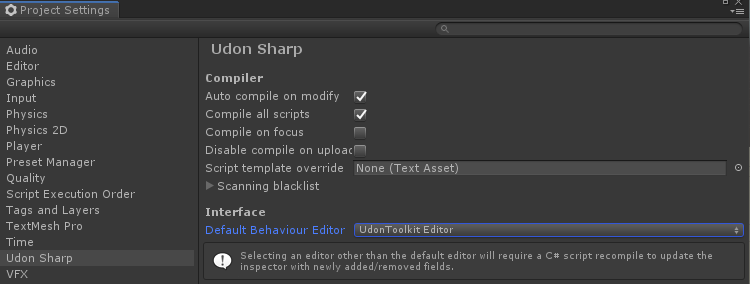 Project Settings
Audio
Editor
Graphics
Input
Physics
Physics 2D
Player
Preset Manager
Quality
Script Execution Order
Tags and Layers
TextMesh Pro
Time
Udon Sharp
VFX
Udon Sharp
Compiler
Auto compile on modify
Compile all scripts
Compile on focus
Disable compile on upload
Script template override None (Text Asset)
Scanning blacklist
Interface
Default Behaviour Editor UdonToolkit Editor
Selecting an editor other than the default editor will require a C# script recompile to update the
inspector with newly added/removed fields.